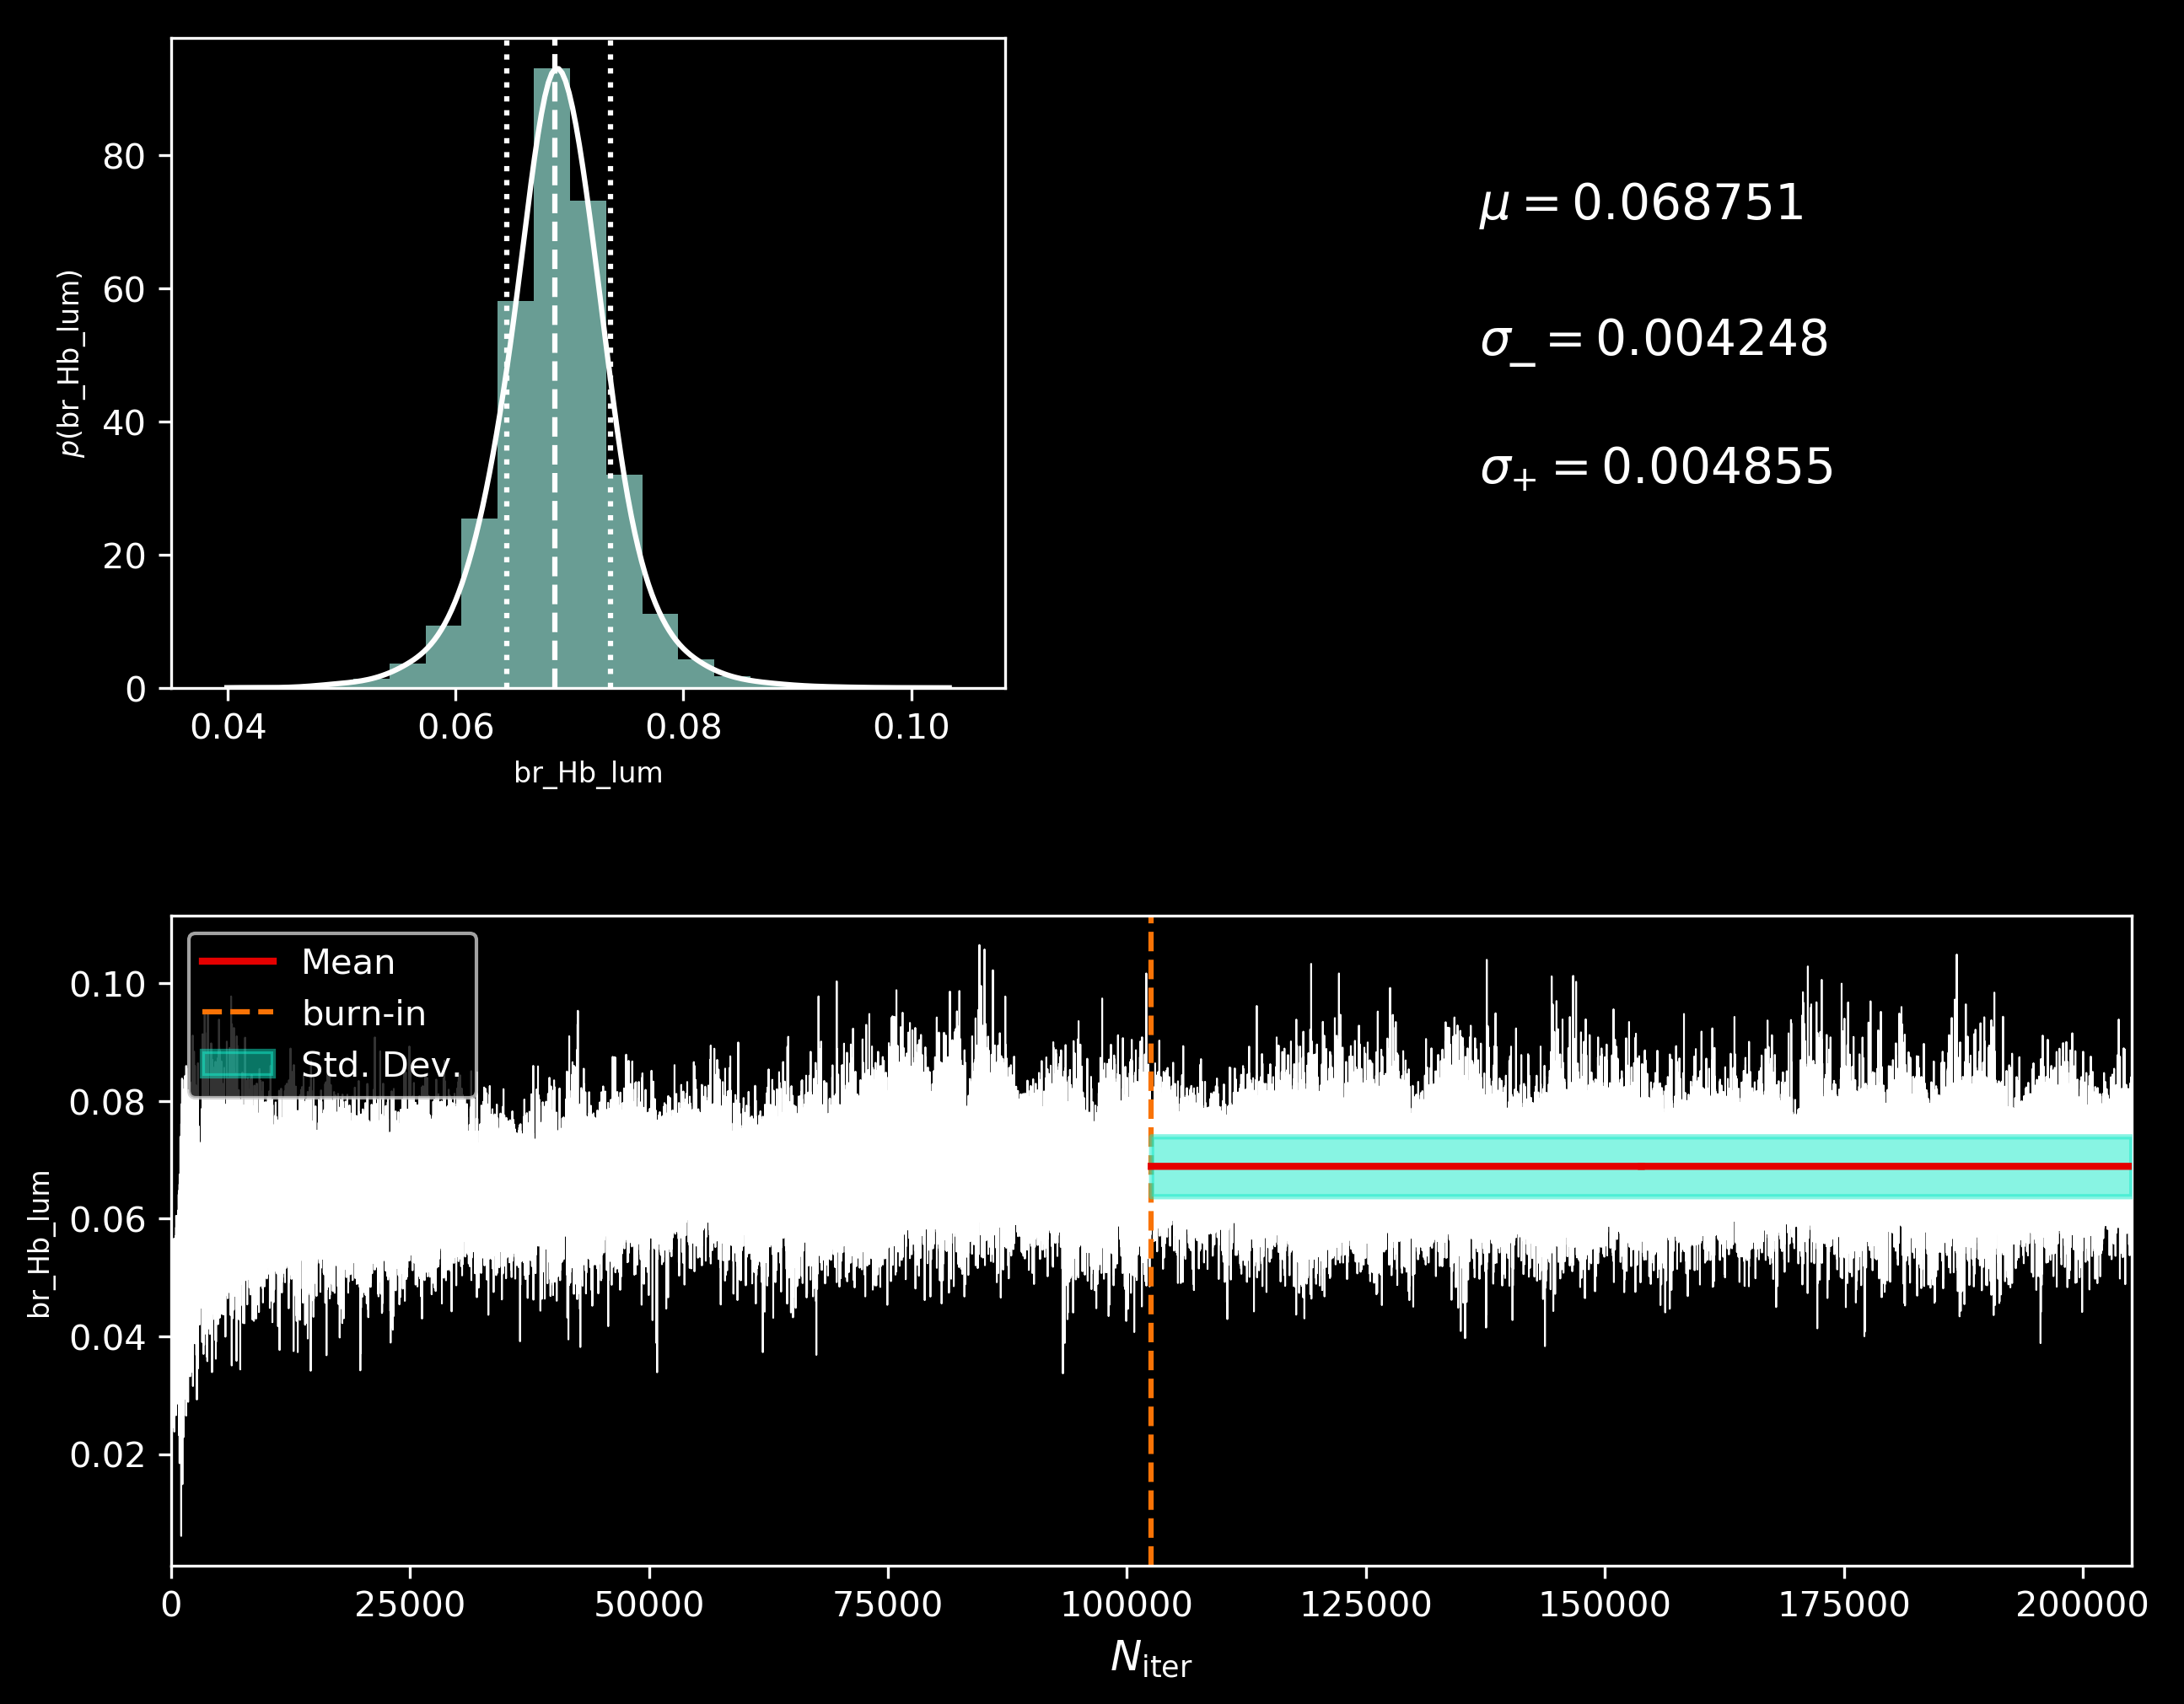 80
60
40
20
0
p(br_Hb_lum)
0.04 0.06 0.08 0.10
br_Hb_lum
μ = 0.068751
σ_− = 0.004248
σ_+ = 0.004855
Mean
burn-in
Std. Dev.
0.10
0.08
0.06
0.04
0.02
br_Hb_lum
0 25000 50000 75000 100000 125000 150000 175000 200000
N_iter